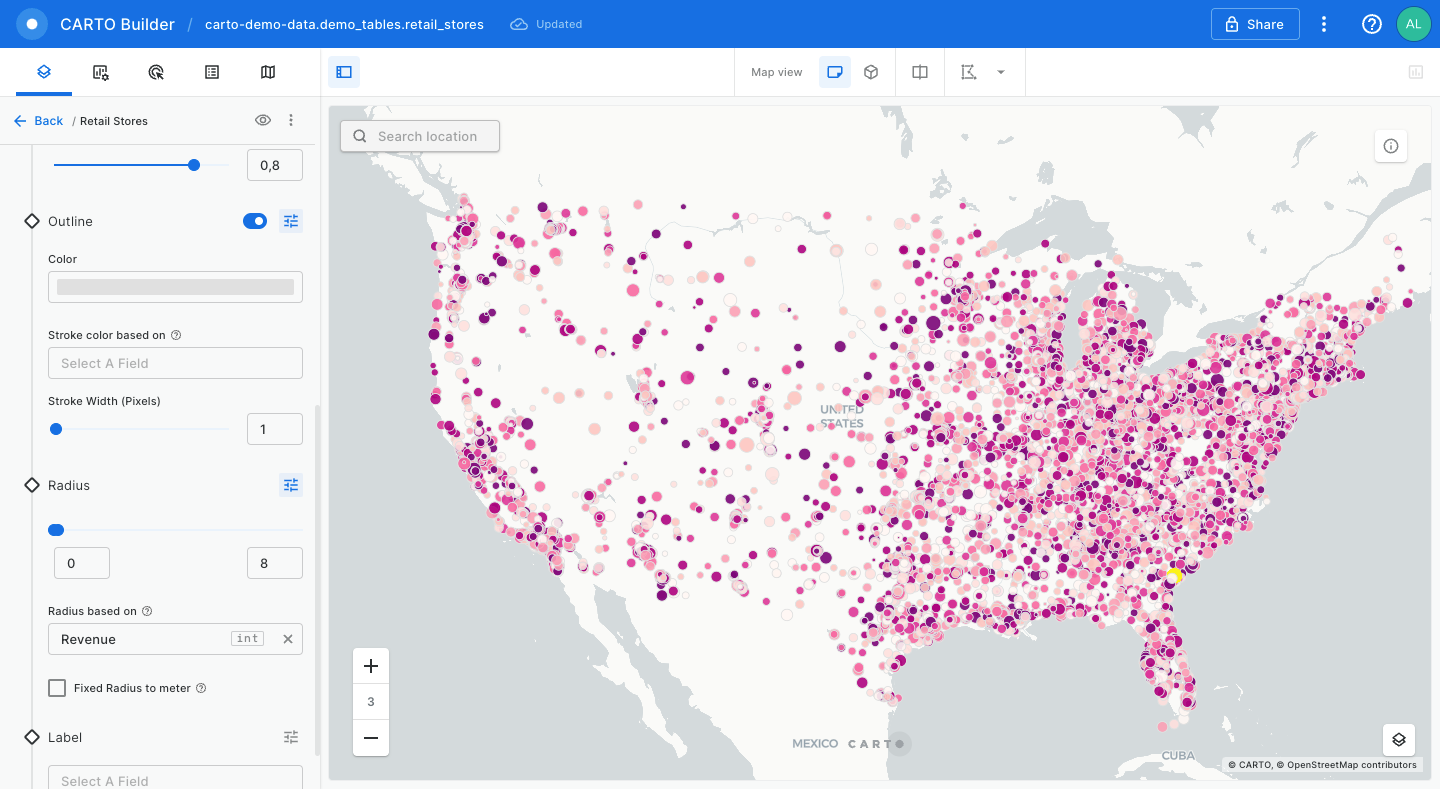 CARTO Builder / carto-demo-data.demo_tables.retail_stores Updated Share AL
Map view
Back / Retail Stores
0,8
Outline
Color
Stroke color based on
Select A Field
Stroke Width (Pixels)
1
Radius
0 8
Radius based on
Revenue int
Fixed Radius to meter
Label
Select A Field
Search location
UNITED
STATES
3
MEXICO CARTO
CUBA
© CARTO, © OpenStreetMap contributors